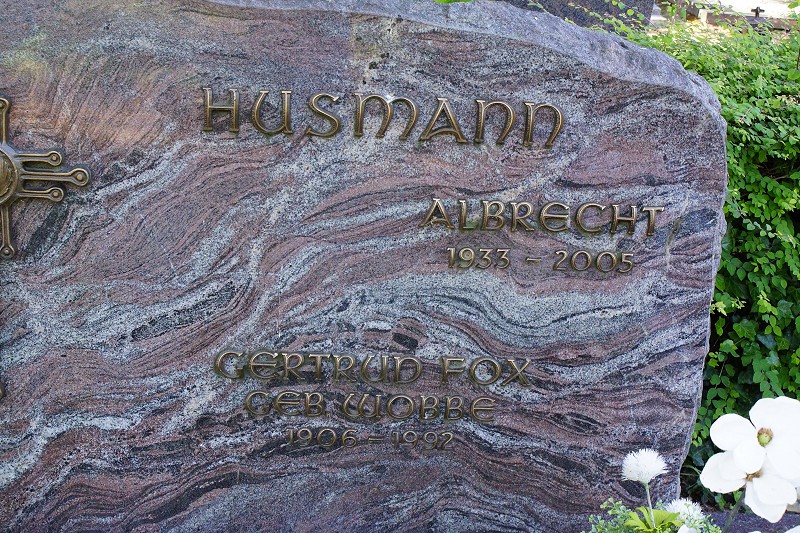 HUSMANN
ALBRECHT
1933 - 2005
GERTRUD FOX
GEB WOBBE
1906 - 1992